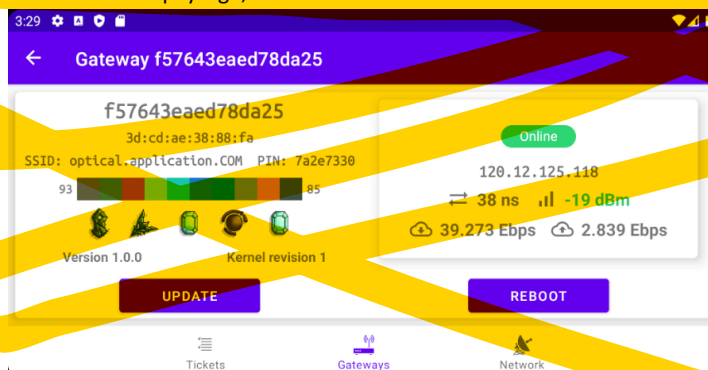 3:29
Gateway f57643eaed78da25
f57643eaed78da25
3d:cd:ae:38:88:fa
SSID: optical.application.COM PIN: 7a2e7330
93 85
Version 1.0.0 Kernel revision 1
UPDATE
Online
120.12.125.118
38 ns -19 dBm
39.273 Ebps 2.839 Ebps
REBOOT
Tickets Gateways Network